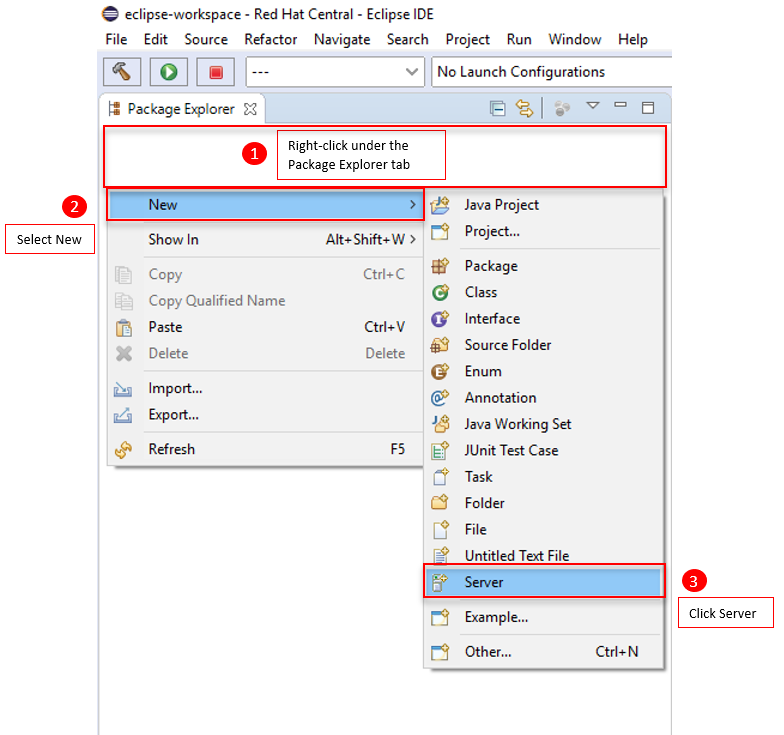 eclipse-workspace - Red Hat Central - Eclipse IDE
File Edit Source Refactor Navigate Search Project Run Window Help
--- No Launch Configurations
Package Explorer
1
Right-click under the
Package Explorer tab
2
Select New
New
Show In Alt+Shift+W
Copy Ctrl+C
Copy Qualified Name
Paste Ctrl+V
Delete Delete
Import...
Export...
Refresh F5
Java Project
Project...
Package
Class
Interface
Source Folder
Enum
Annotation
Java Working Set
JUnit Test Case
Task
Folder
File
Untitled Text File
Server
Example...
Other... Ctrl+N
3
Click Server